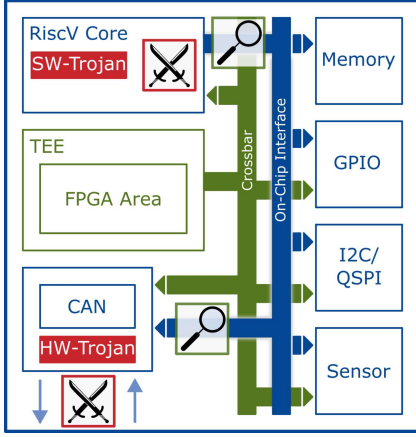 RiscV Core
SW-Trojan
Memory
TEE
FPGA Area
Crossbar
On-Chip Interface
GPIO
I2C/
QSPI
CAN
HW-Trojan
Sensor